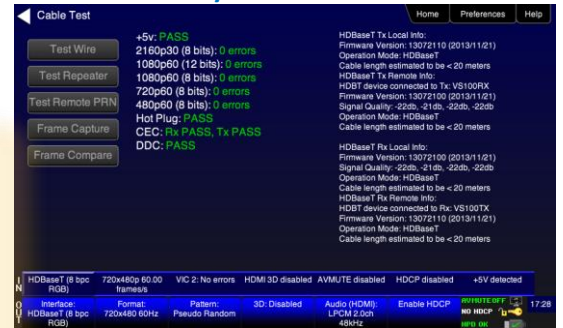 Cable Test
Home
Preferences
Help
Test Wire
Test Repeater
Test Remote PRN
Frame Capture
Frame Compare
+5v: PASS
2160p30 (8 bits): 0 errors
1080p60 (12 bits): 0 errors
1080p60 (8 bits): 0 errors
720p60 (8 bits): 0 errors
480p60 (8 bits): 0 errors
Hot Plug: PASS
CEC: Rx PASS, Tx PASS
DDC: PASS
HDBaseT Tx Local Info:
Firmware Version: 13072110 (2013/11/21)
Operation Mode: HDBaseT
Cable length estimated to be < 20 meters
HDBaseT Tx Remote Info:
HDBT device connected to Tx: VS100RX
Firmware Version: 13072100 (2013/11/21)
Signal Quality: -22db, -21db, -22db, -22db
Operation Mode: HDBaseT
Cable length estimated to be < 20 meters
HDBaseT Rx Local Info:
Firmware Version: 13072100 (2013/11/21)
Signal Quality: -22db, -21db, -22db, -22db
Operation Mode: HDBaseT
Cable length estimated to be < 20 meters
HDBaseT Rx Remote Info:
HDBT device connected to Rx: VS100TX
Firmware Version: 13072110 (2013/11/21)
Operation Mode: HDBaseT
Cable length estimated to be < 20 meters
IN
HDBaseT (8 bpc
RGB)
720x480p 60.00
frames/s
VIC 2: No errors
HDMI 3D disabled
AVMUTE disabled
HDCP disabled
+5V detected
OUT
Interface:
HDBaseT (8 bpc
RGB)
Format:
720x480 60Hz
Pattern:
Pseudo Random
3D: Disabled
Audio (HDMI):
LPCM 2.0ch
48kHz
Enable HDCP
AVMUTE OFF
NO HDCP
HPD OK
17:28